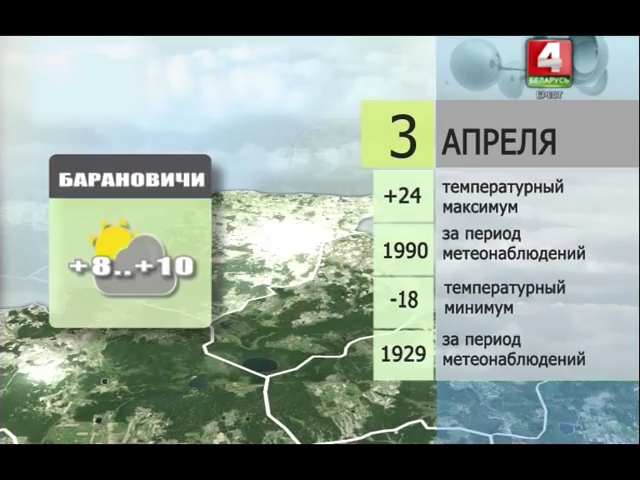 4
БЕЛАРУСЬ
БРЕСТ
3 АПРЕЛЯ
БАРАНОВИЧИ
+8..+10
+24 температурный
максимум
1990 за период
метеонаблюдений
-18 температурный
минимум
1929 за период
метеонаблюдений